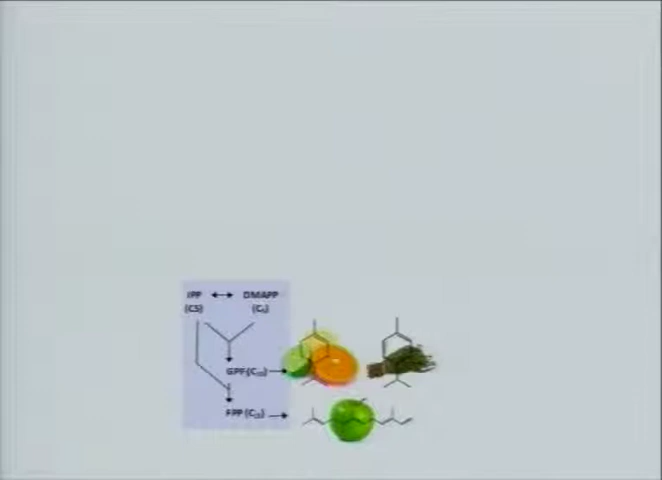 IPP ↔ DMAPP
(C5) (C₅)
GPP(C₁₀)
FPP(C₁₅)